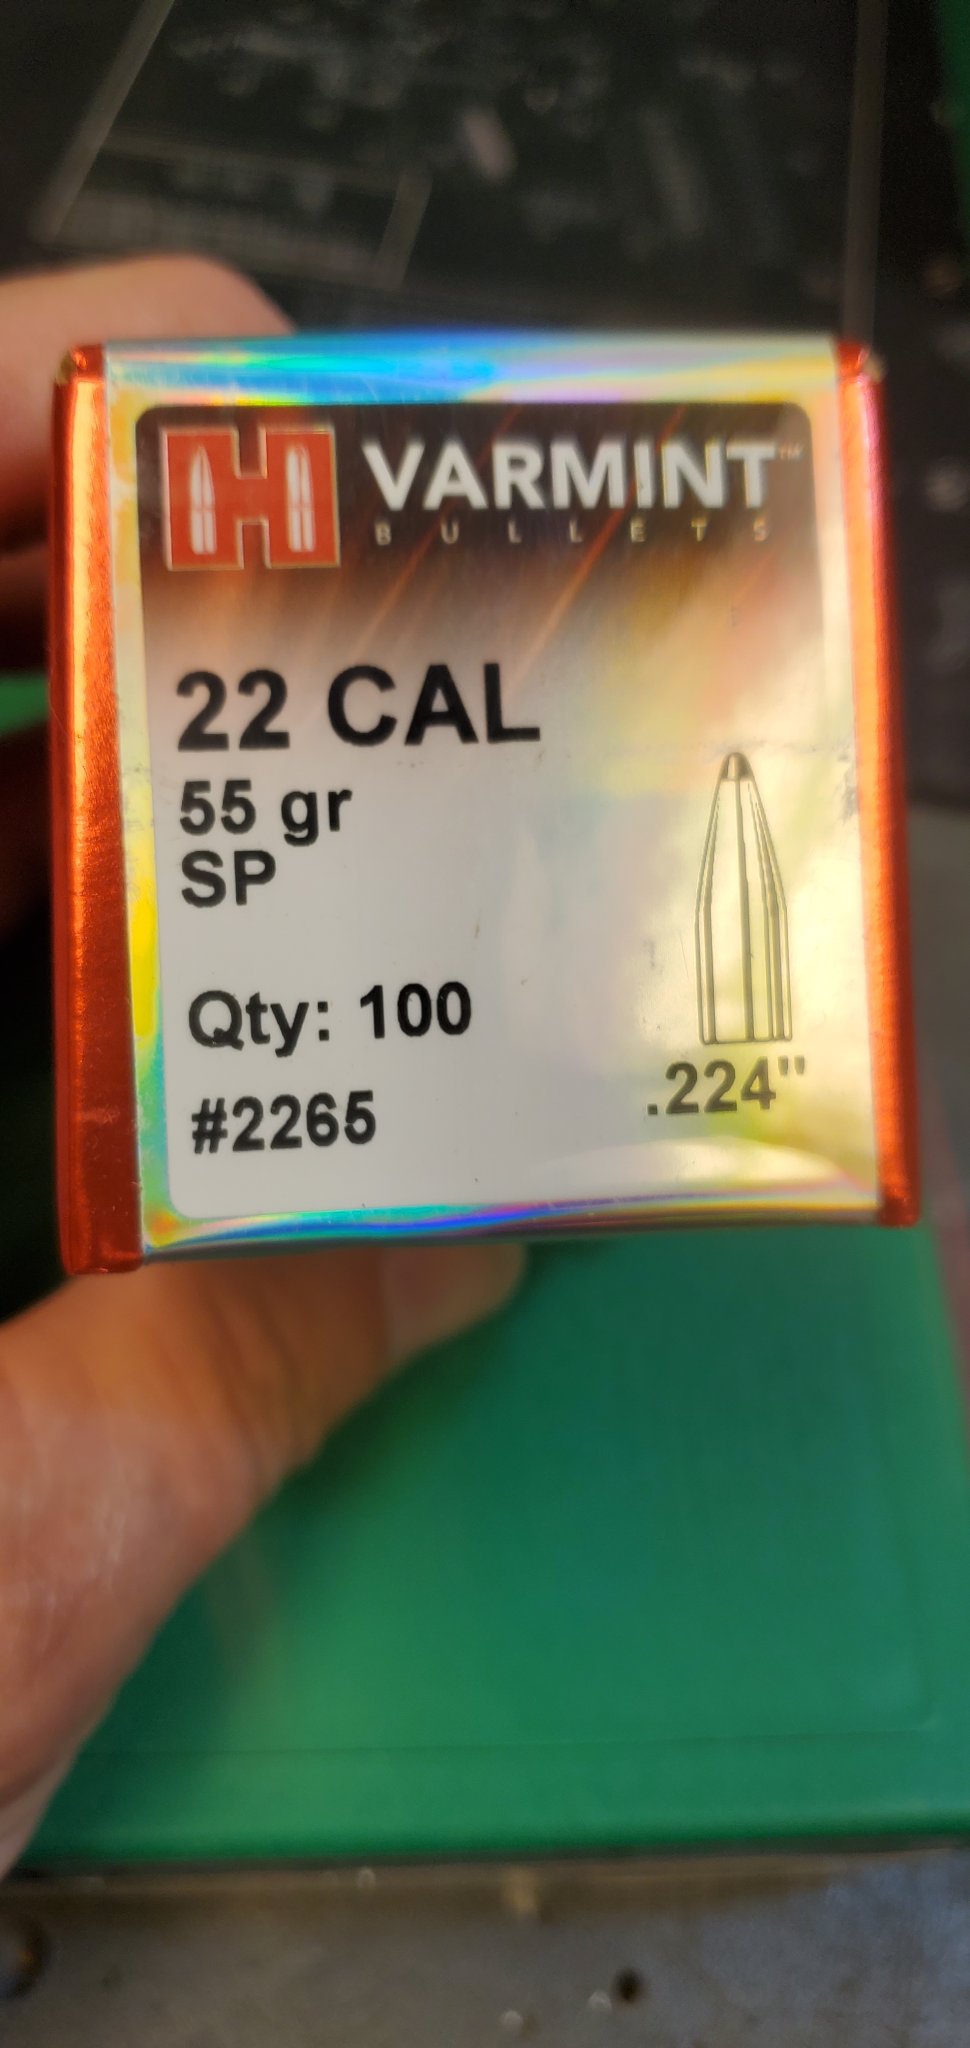 H VARMINT™
BULLETS
22 CAL
55 gr
SP
Qty: 100
#2265
.224"